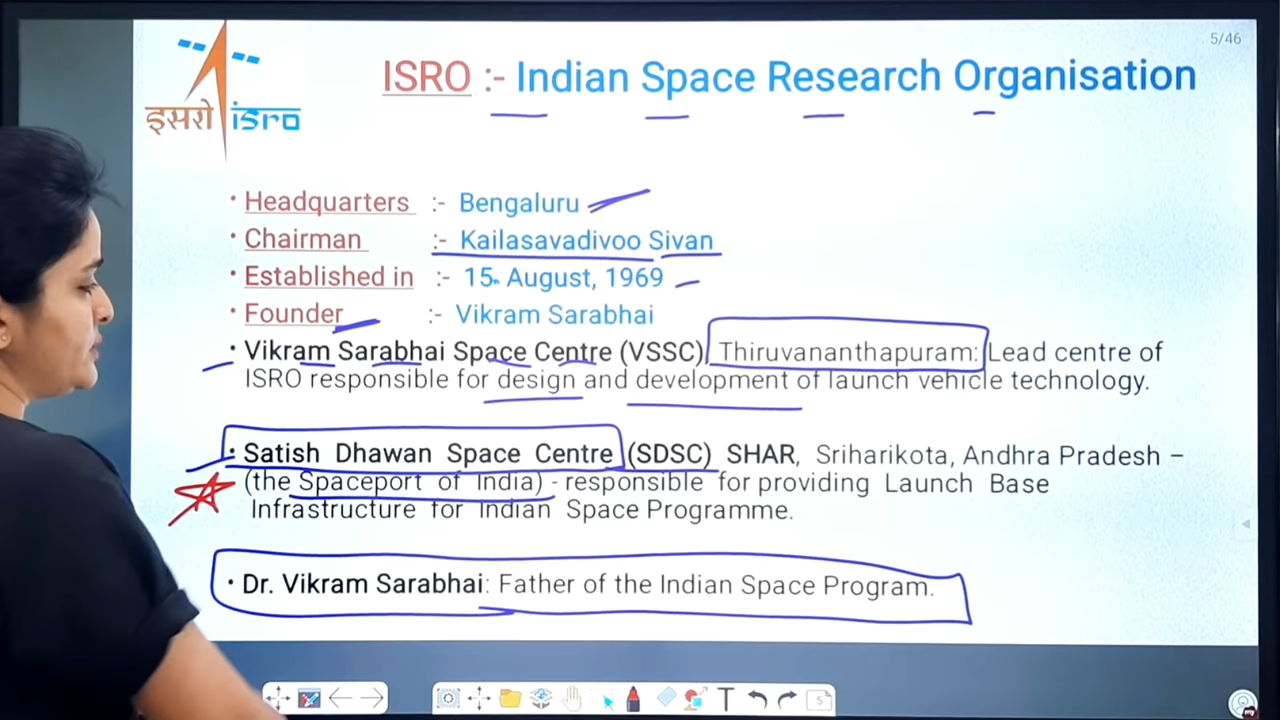 5/46
इसरो isro
ISRO :- Indian Space Research Organisation
• Headquarters :- Bengaluru
• Chairman :- Kailasavadivoo Sivan
• Established in :- 15 August, 1969
• Founder :- Vikram Sarabhai
• Vikram Sarabhai Space Centre (VSSC) Thiruvananthapuram: Lead centre of
ISRO responsible for design and development of launch vehicle technology.
• Satish Dhawan Space Centre (SDSC) SHAR, Sriharikota, Andhra Pradesh –
(the Spaceport of India) - responsible for providing Launch Base
Infrastructure for Indian Space Programme.
• Dr. Vikram Sarabhai: Father of the Indian Space Program.
T
5